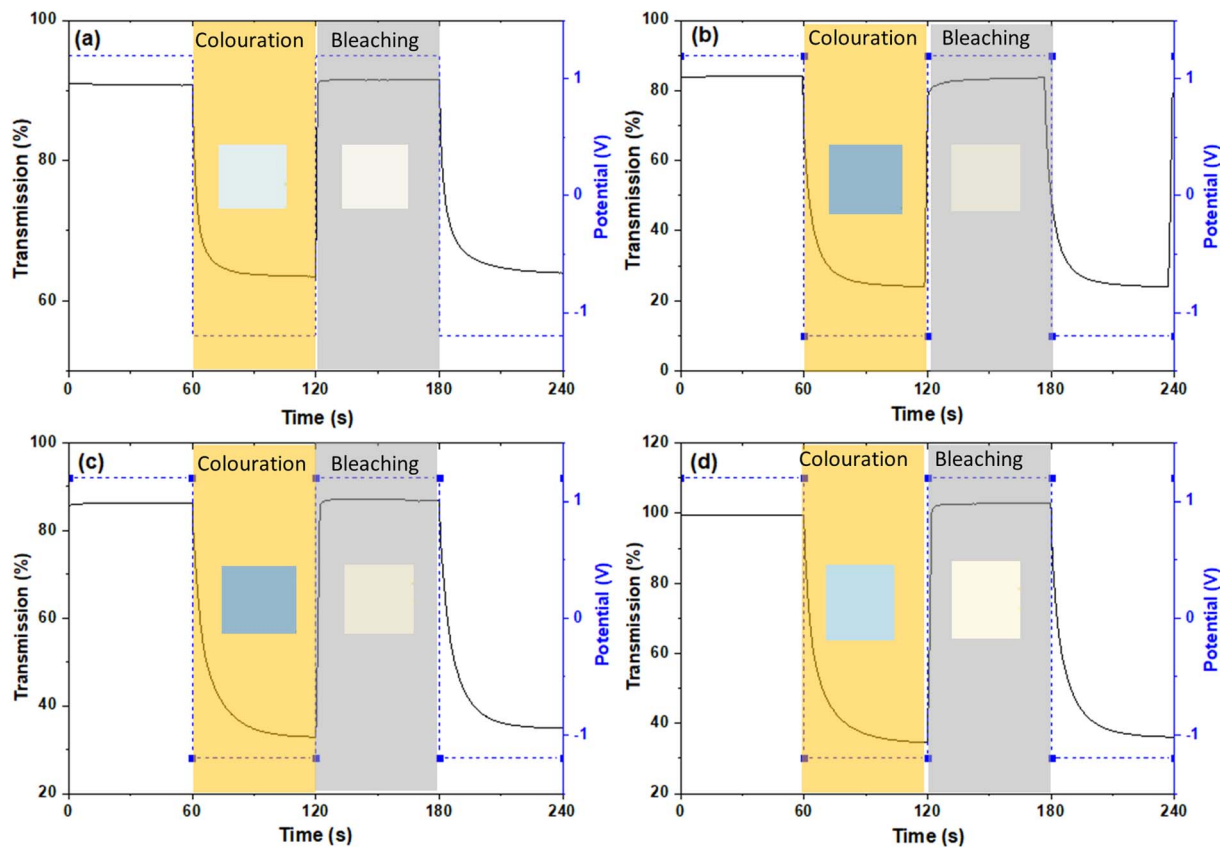 (a)
Colouration Bleaching
Transmission (%)
100
80
60
1
0
-1
Potential (V)
0 60 120 180 240
Time (s)
(b)
Colouration Bleaching
Transmission (%)
100
80
60
40
20
0
1
0
-1
Potential (V)
0 60 120 180 240
Time (s)
(c)
Colouration Bleaching
Transmission (%)
100
80
60
40
20
1
0
-1
Potential (V)
0 60 120 180 240
Time (s)
(d)
Colouration Bleaching
Transmission (%)
120
100
80
60
40
20
1
0
-1
Potential (V)
0 60 120 180 240
Time (s)